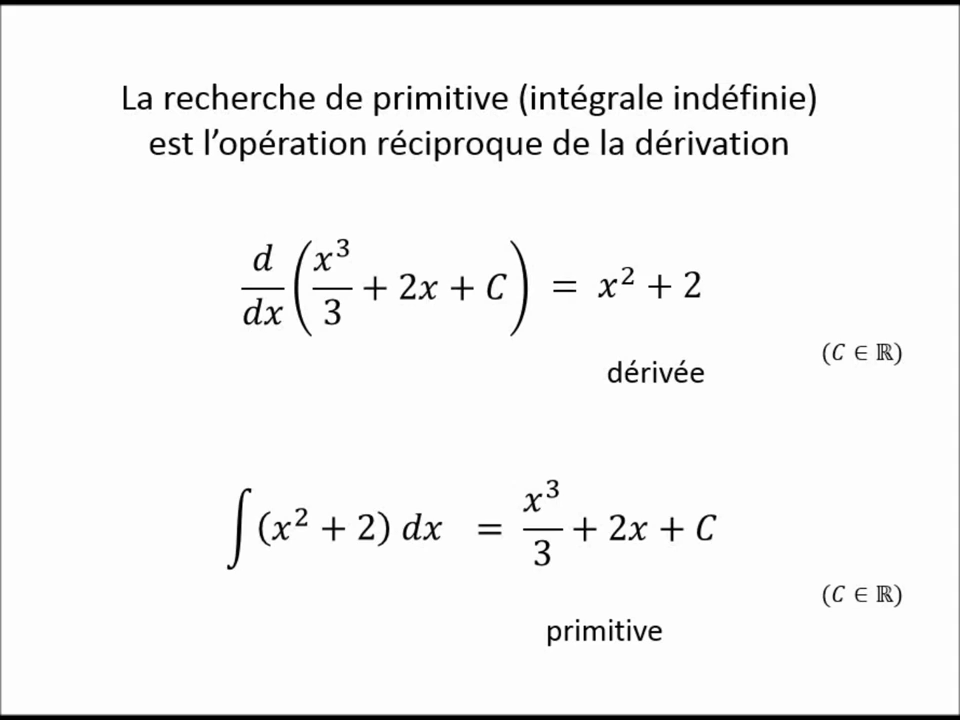 La recherche de primitive (intégrale indéfinie)
est l’opération réciproque de la dérivation
d/dx (x³/3 + 2x + C) = x² + 2
(C ∈ ℝ)
dérivée
∫(x² + 2) dx = x³/3 + 2x + C
(C ∈ ℝ)
primitive